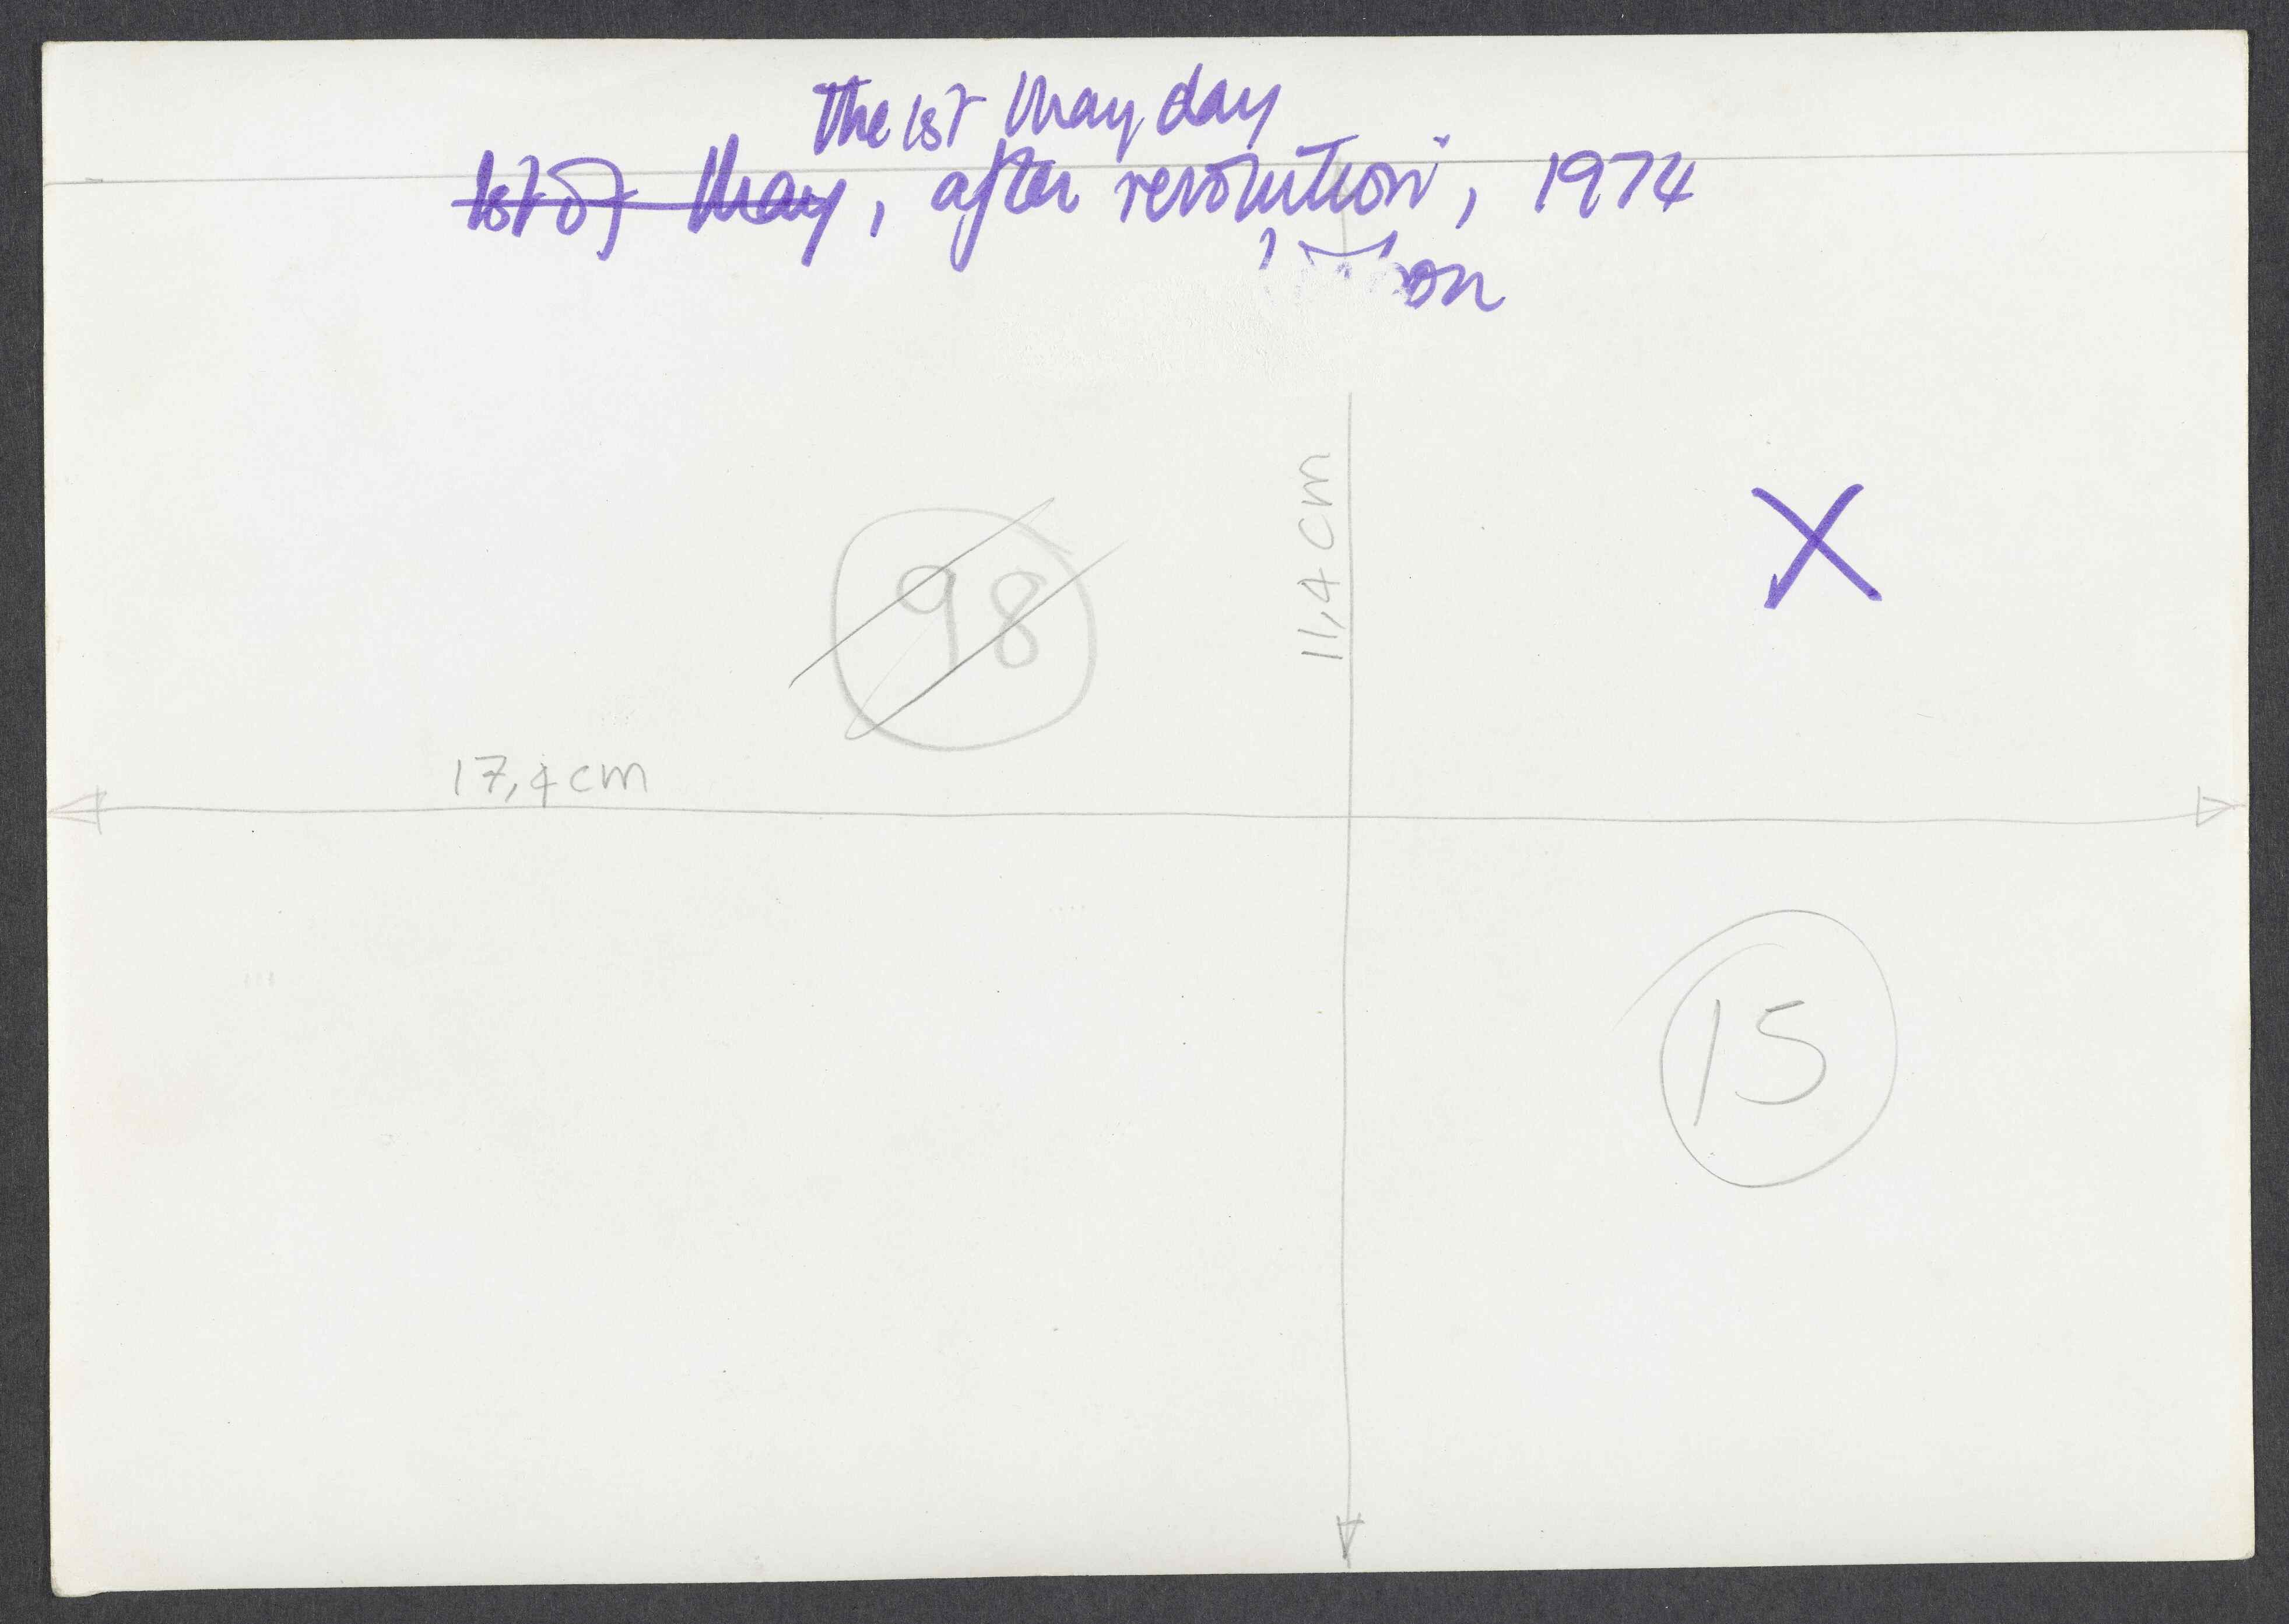 The 1st May day
1st of May, after revolution, 1974
on
11,4 cm
98
17,4 cm
15